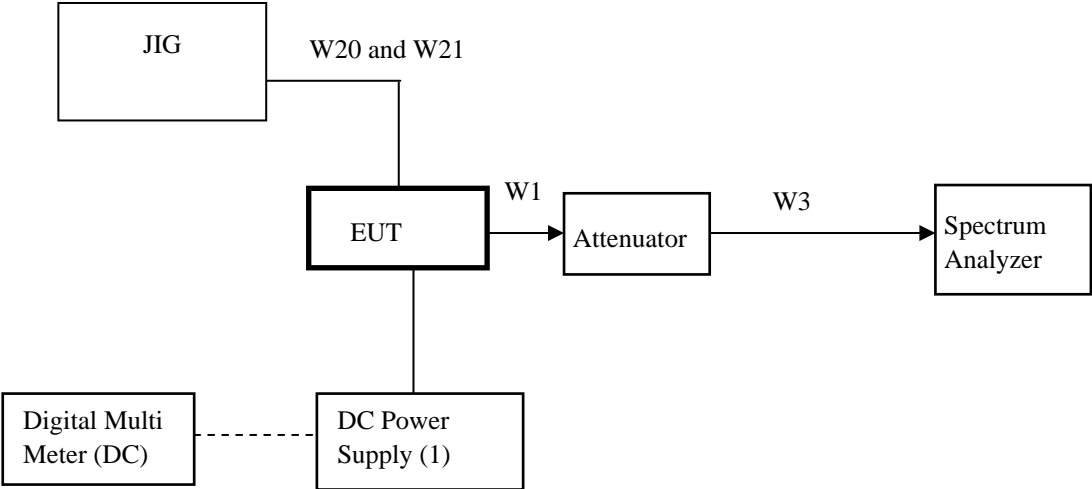 JIG
W20 and W21
W1
W3
EUT
Attenuator
Spectrum
Analyzer
Digital Multi
Meter (DC)
DC Power
Supply (1)